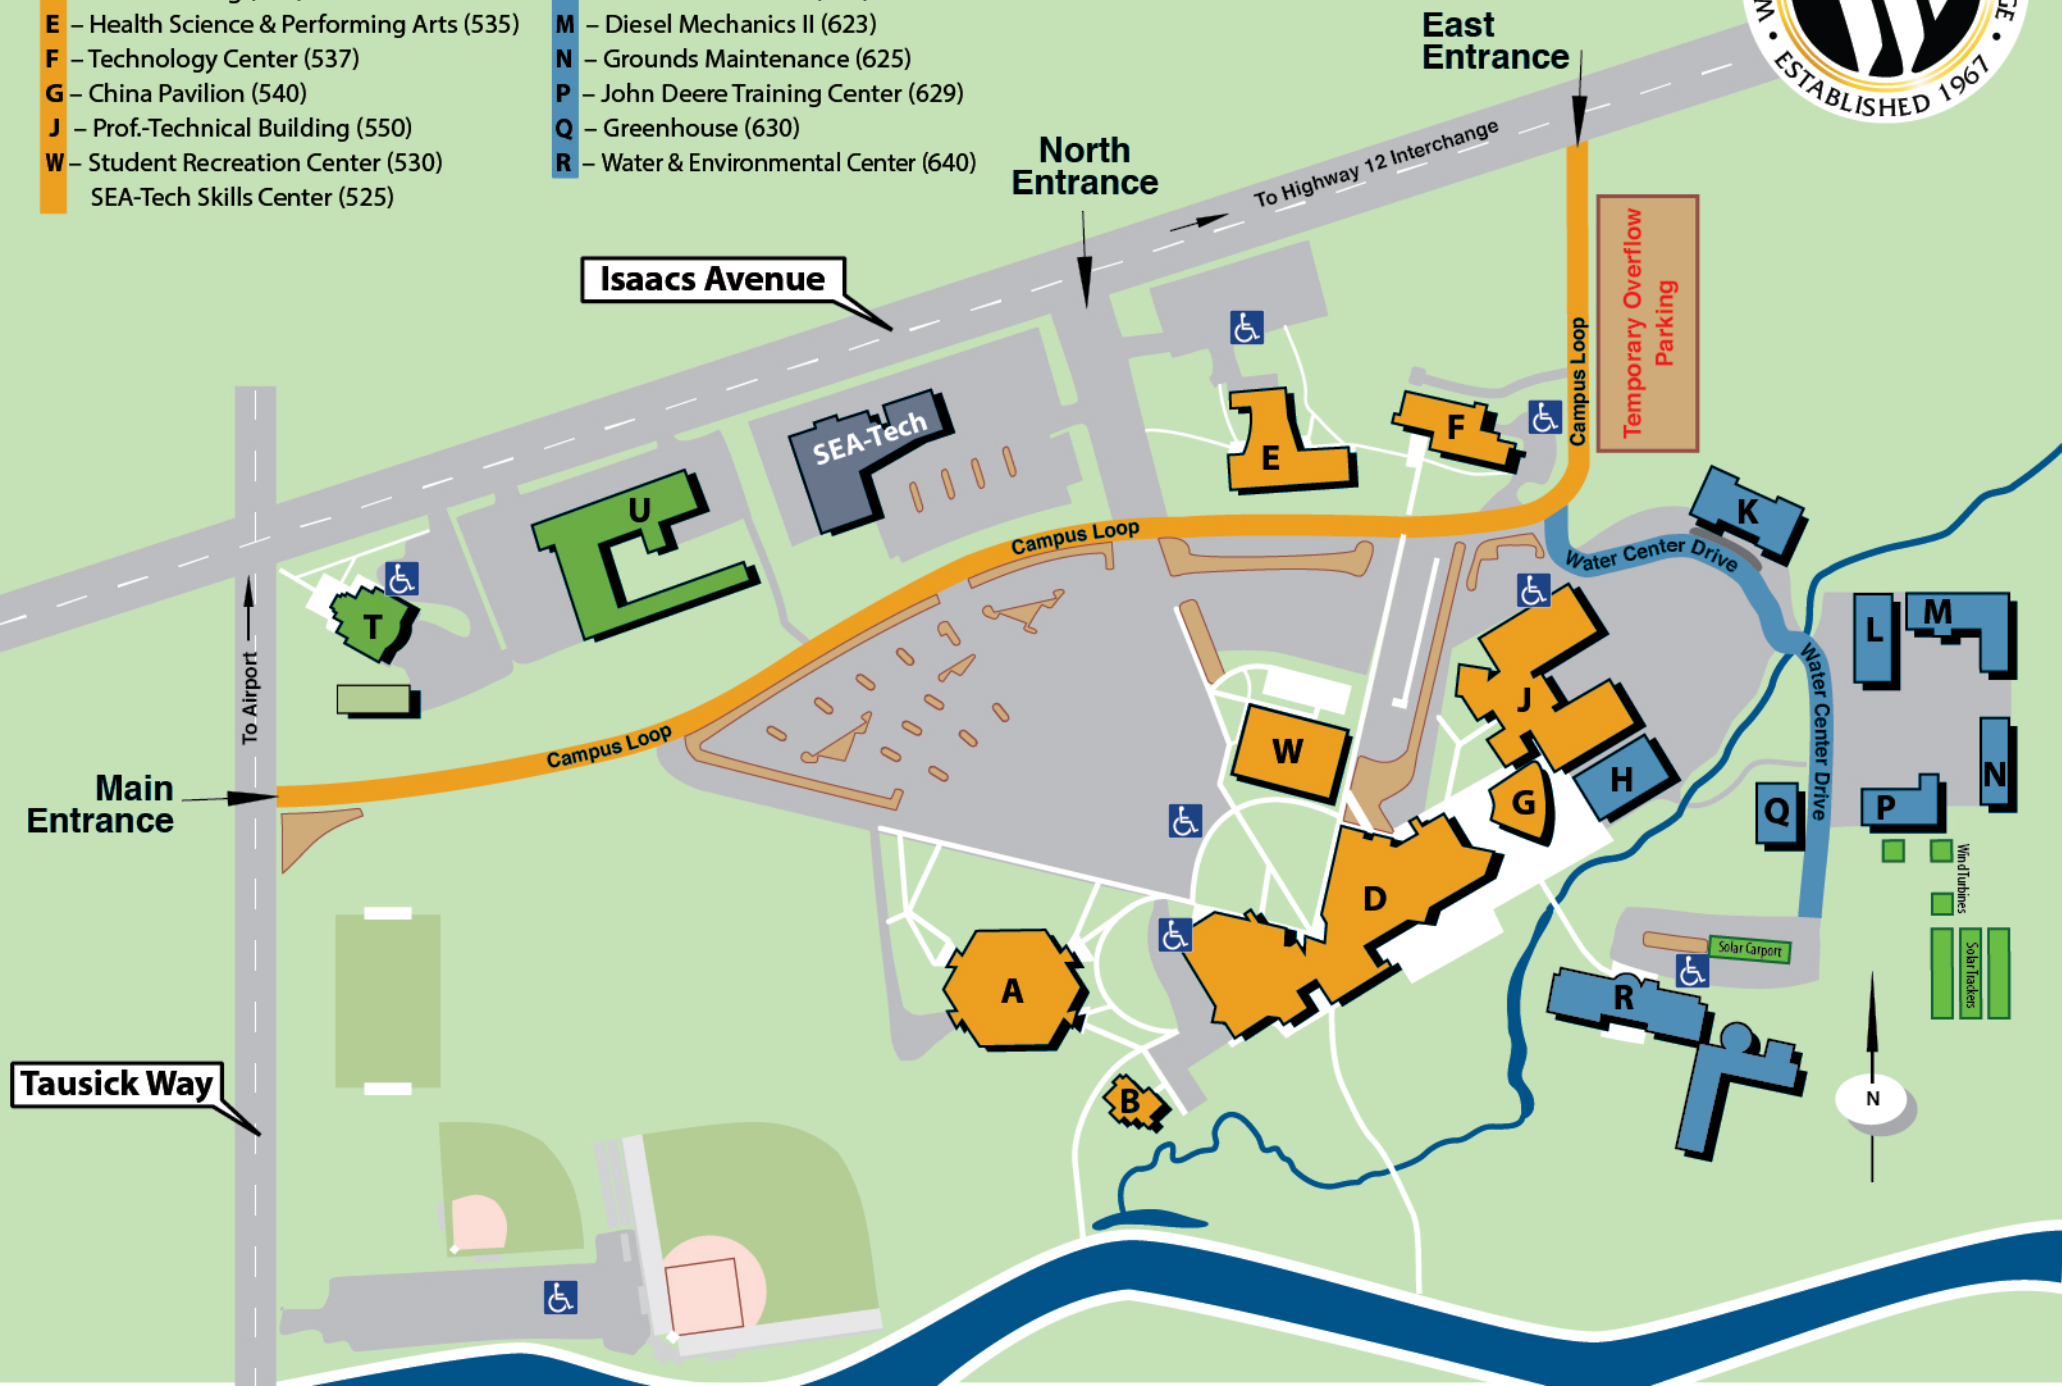 E – Health Science & Performing Arts (535)
F – Technology Center (537)
G – China Pavilion (540)
J – Prof.-Technical Building (550)
W – Student Recreation Center (530)
SEA-Tech Skills Center (525)
M – Diesel Mechanics II (623)
N – Grounds Maintenance (625)
P – John Deere Training Center (629)
Q – Greenhouse (630)
R – Water & Environmental Center (640)
East
Entrance
W • ESTABLISHED 1967 • GE
North
Entrance
To Highway 12 Interchange
Isaacs Avenue
Temporary Overflow
Parking
Campus Loop
SEA-Tech
E
F
U
K
Campus Loop
Water Center Drive
T
L
M
To Airport
J
Water Center Drive
Campus Loop
W
H
N
Main
Entrance
G
Q
P
Wind Turbines
D
Solar Carport
Solar Trackers
A
R
Tausick Way
B
N